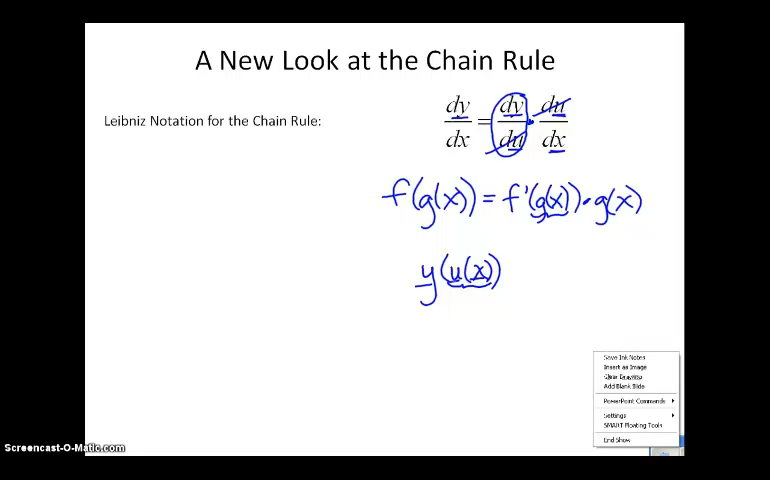 A New Look at the Chain Rule
Leibniz Notation for the Chain Rule:
dy/dx = dy/du • du/dx
f(g(x)) = f'(g(x)) • g(x)
y(u(x))
Save Ink Notes
Insert as Image
Clear Drawing
Add Blank Slide
PowerPoint Commands
Settings
SMART Floating Tools
End Show
Screencast-O-Matic.com